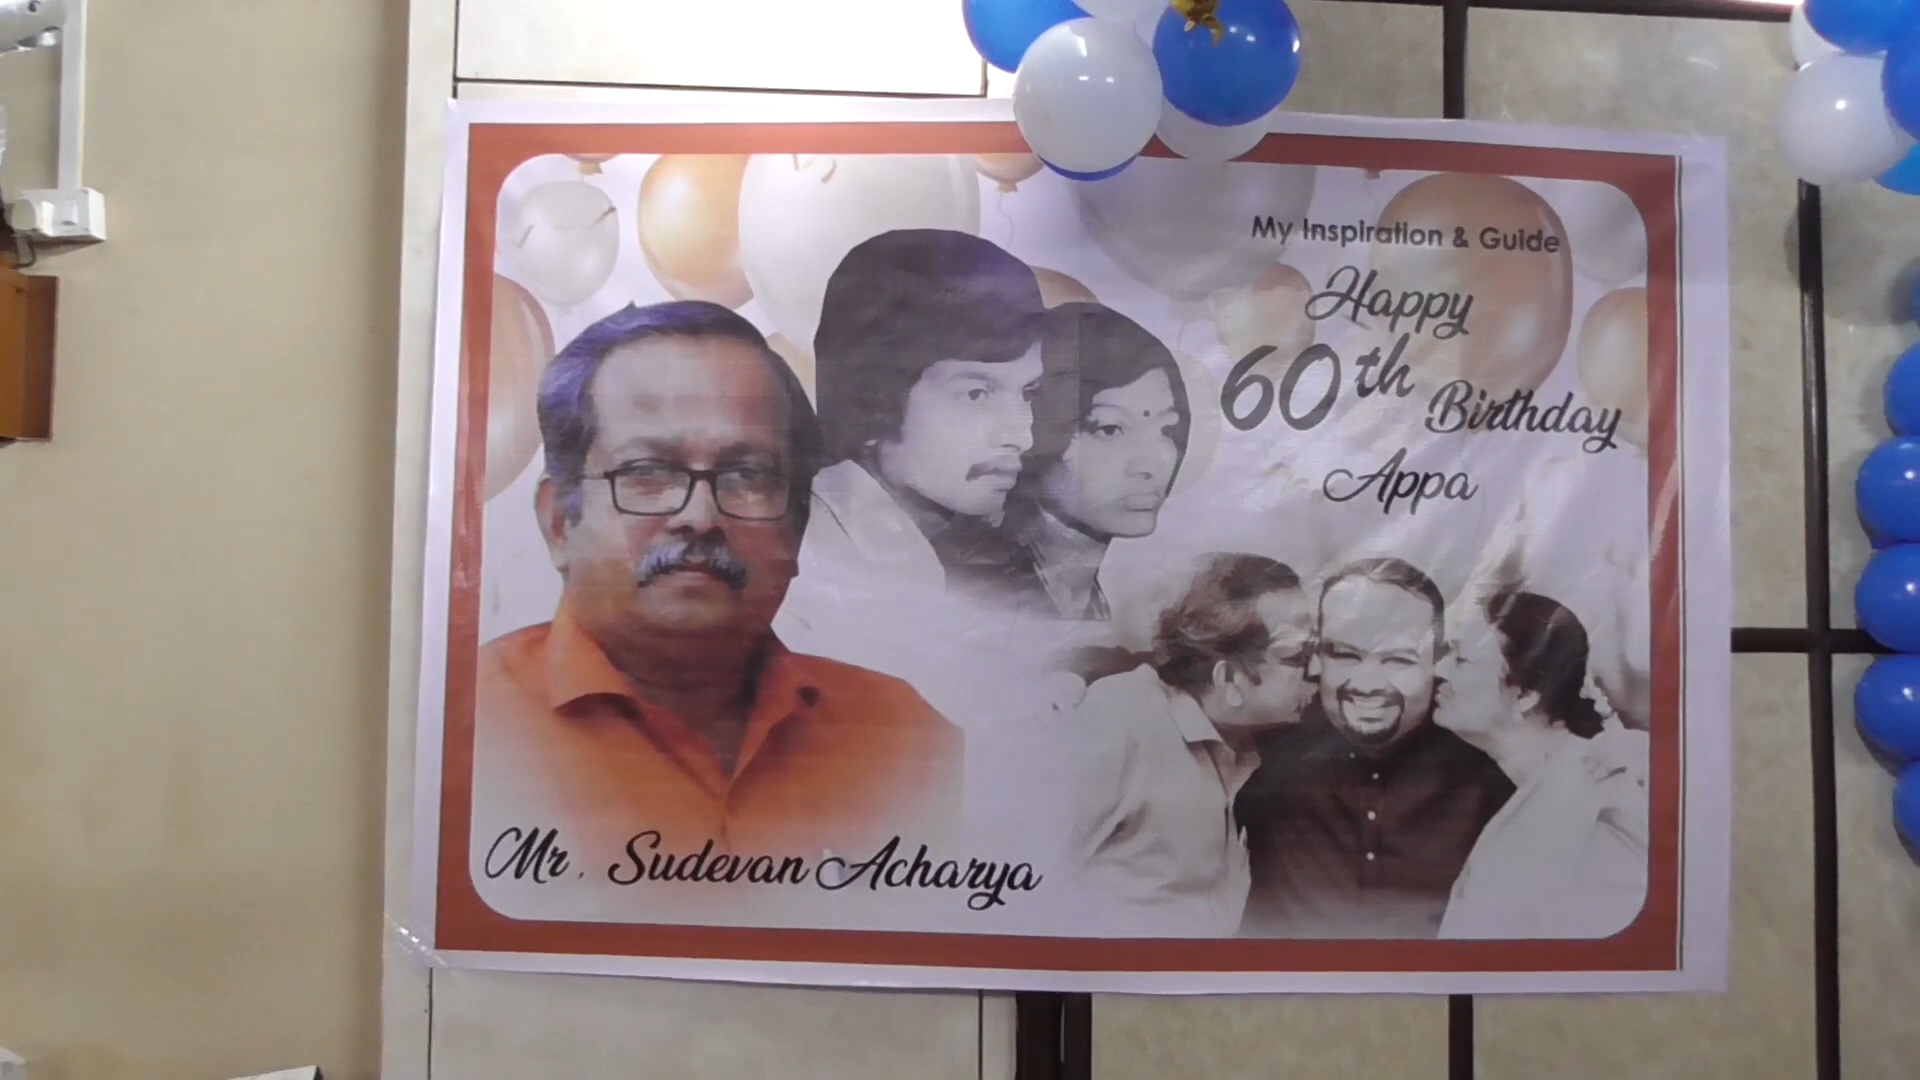 My Inspiration & Guide
Happy
60th Birthday
Appa
Mr. Sudevan Acharya